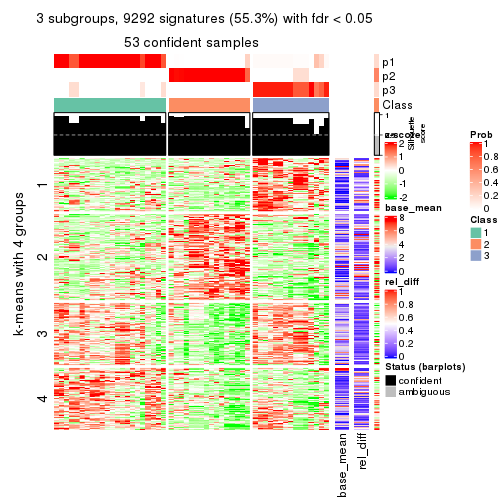 3 subgroups, 9292 signatures (55.3%) with fdr < 0.05
53 confident samples
p1
p2
p3
Class
1
Silhouette
score
z-score
2
1
0
-1
-2
Prob
1
0.8
0.6
0.4
0.2
0
k-means with 4 groups
1
2
3
4
base_mean
8
6
4
2
0
Class
1
2
3
rel_diff
1
0.8
0.6
0.4
0.2
0
Status (barplots)
confident
ambiguous
base_mean
rel_diff